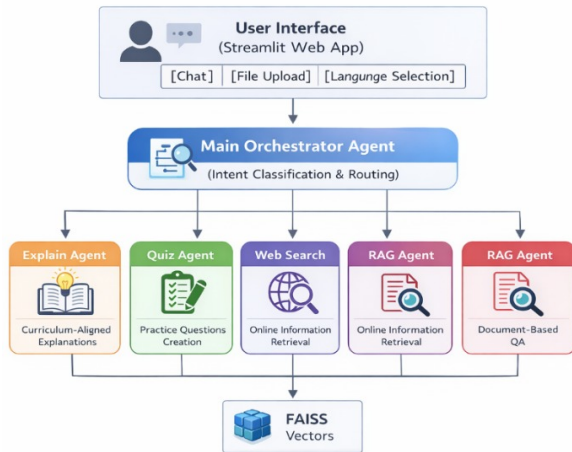 User Interface
(Streamlit Web App)
[Chat] [File Upload] [Language Selection]
Main Orchestrator Agent
(Intent Classification & Routing)
Explain Agent
Curriculum-Aligned
Explanations
Quiz Agent
Practice Questions
Creation
Web Search
Online Information
Retrieval
RAG Agent
Online Information
Retrieval
RAG Agent
Document-Based
QA
FAISS
Vectors